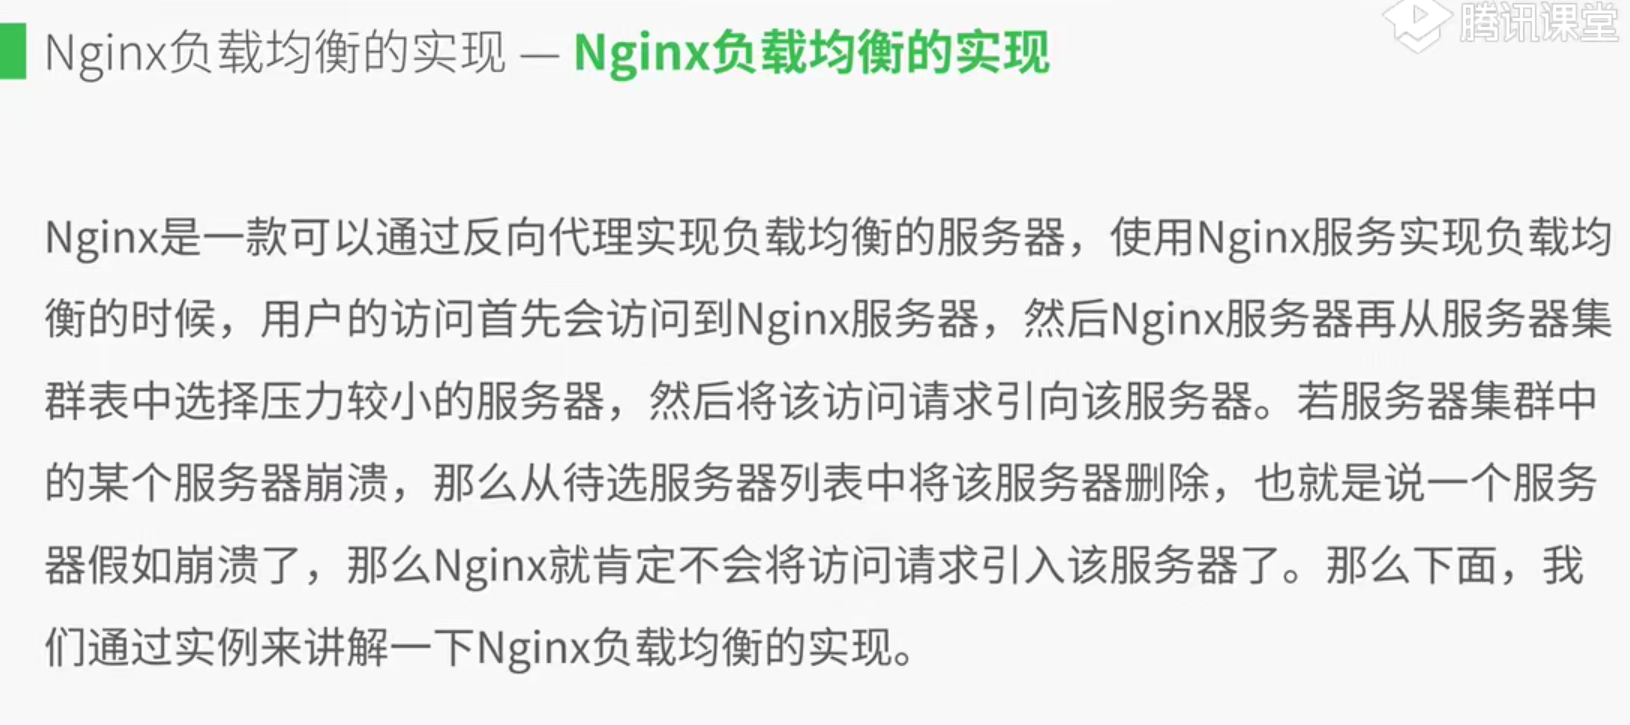 Nginx负载均衡的实现 — Nginx负载均衡的实现
腾讯课堂
Nginx是一款可以通过反向代理实现负载均衡的服务器，使用Nginx服务实现负载均
衡的时候，用户的访问首先会访问到Nginx服务器，然后Nginx服务器再从服务器集
群表中选择压力较小的服务器，然后将该访问请求引向该服务器。若服务器集群中
的某个服务器崩溃，那么从待选服务器列表中将该服务器删除，也就是说一个服务
器假如崩溃了，那么Nginx就肯定不会将访问请求引入该服务器了。那么下面，我
们通过实例来讲解一下Nginx负载均衡的实现。